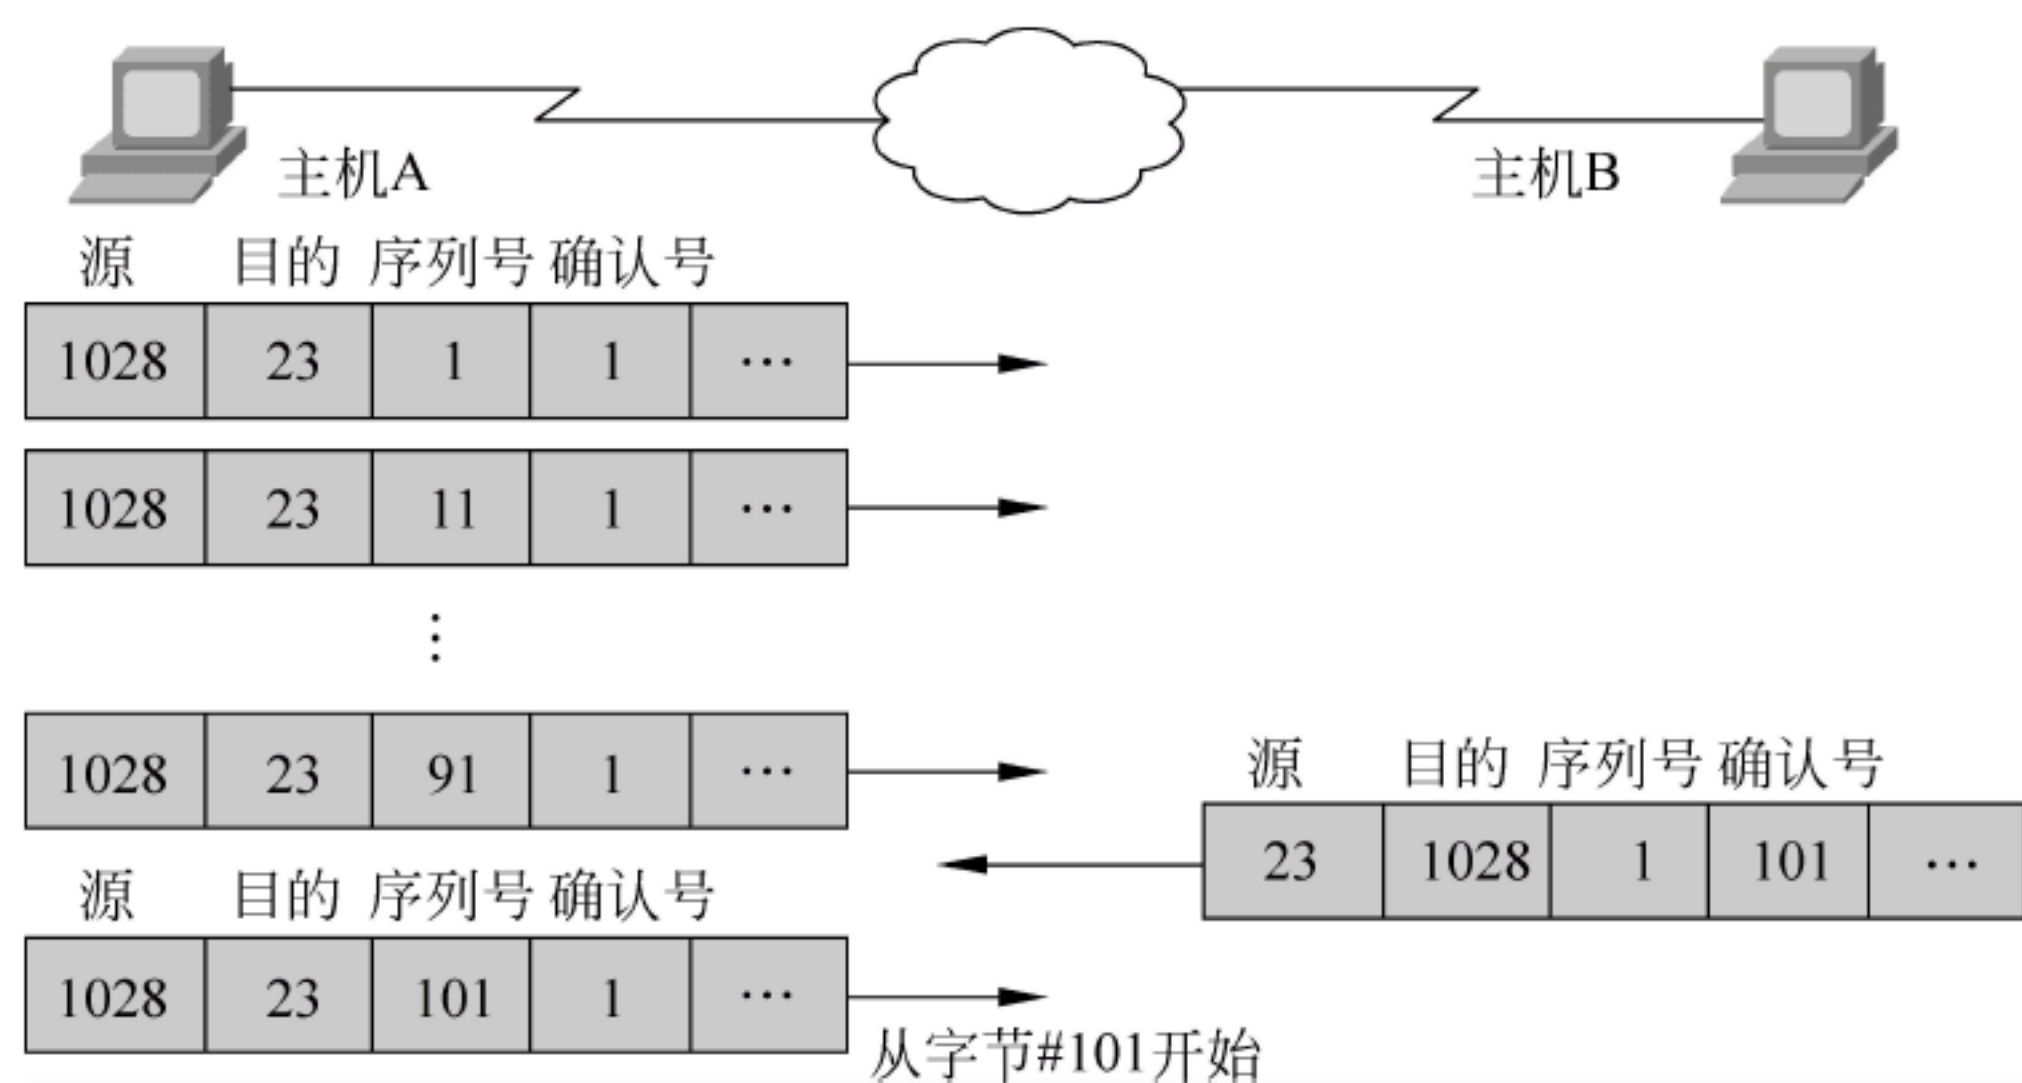 主机A
主机B
源 目的 序列号 确认号
1028 23 1 1 …
1028 23 11 1 …
⋮
1028 23 91 1 …
源 目的 序列号 确认号
23 1028 1 101 …
源 目的 序列号 确认号
1028 23 101 1 …
从字节#101开始